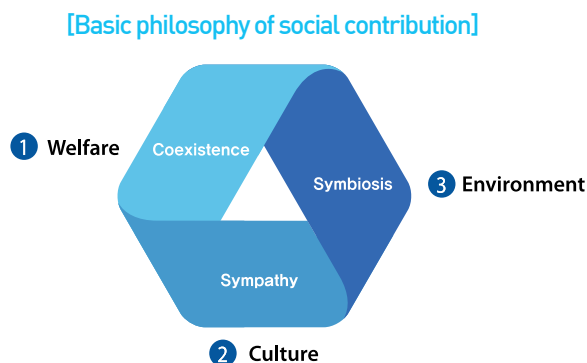 [Basic philosophy of social contribution]
1 Welfare
Coexistence
Symbiosis
3 Environment
Sympathy
2 Culture